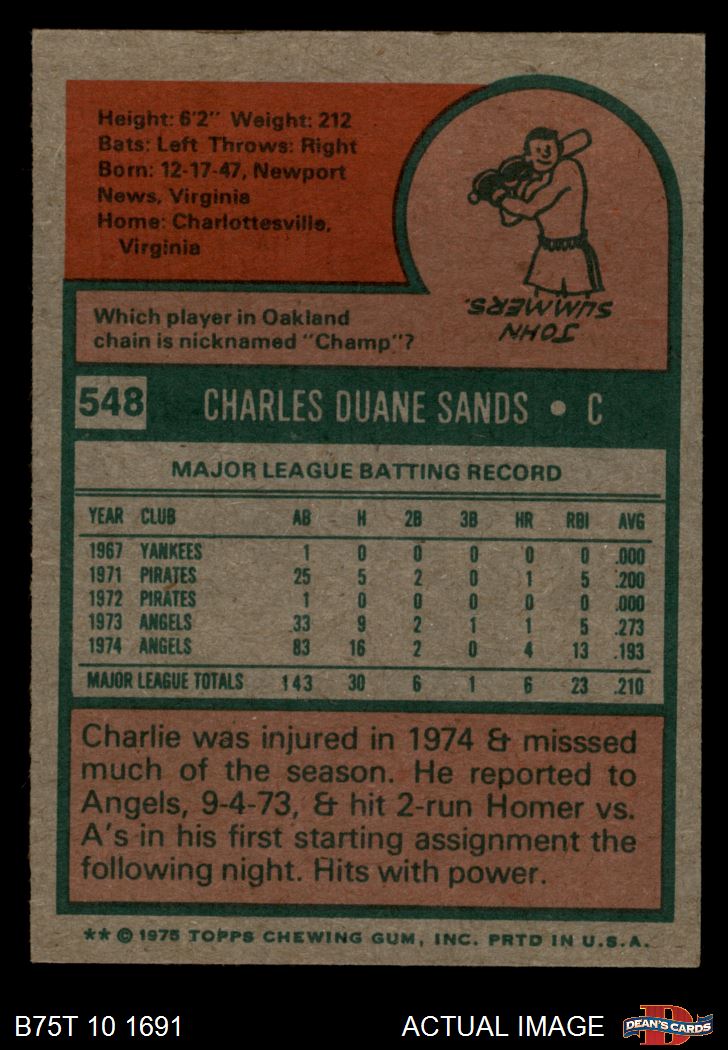 Height: 6'2" Weight: 212
Bats: Left Throws: Right
Born: 12-17-47, Newport
News, Virginia
Home: Charlottesville,
Virginia
JOHN
SUMMERS.
Which player in Oakland
chain is nicknamed "Champ"?
548 CHARLES DUANE SANDS • C
MAJOR LEAGUE BATTING RECORD
YEAR CLUB AB H 2B 3B HR RBI AVG
1967 YANKEES 1 0 0 0 0 0 .000
1971 PIRATES 25 5 2 0 1 5 .200
1972 PIRATES 1 0 0 0 0 0 .000
1973 ANGELS 33 9 2 1 1 5 .273
1974 ANGELS 83 16 2 0 4 13 .193
MAJOR LEAGUE TOTALS 143 30 6 1 6 23 .210
Charlie was injured in 1974 & misssed
much of the season. He reported to
Angels, 9-4-73, & hit 2-run Homer vs.
A's in his first starting assignment the
following night. Hits with power.
** © 1975 TOPPS CHEWING GUM, INC. PRTD IN U.S.A.
B75T 10 1691 ACTUAL IMAGE D DEAN'S CARDS